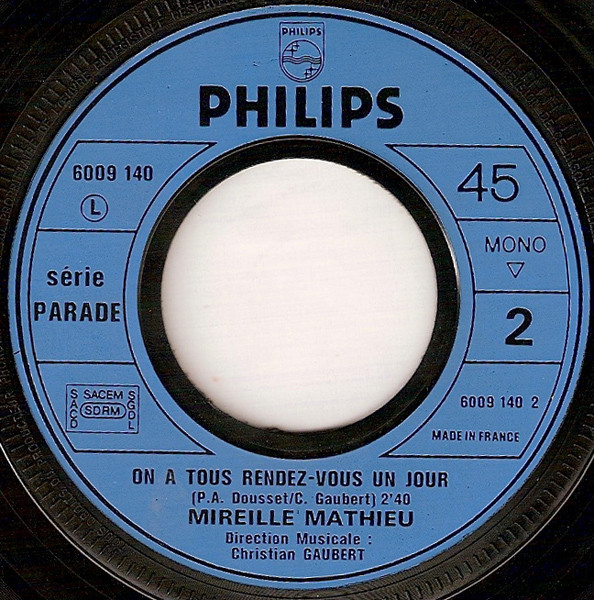 PHILIPS
PHILIPS
6009 140
L
série
PARADE
SACD
SACEM
SDRM
SGDL
45
MONO
2
6009 140 2
MADE IN FRANCE
ON A TOUS RENDEZ-VOUS UN JOUR
(P.A. Dousset/C. Gaubert) 2'40
MIREILLE MATHIEU
Direction Musicale :
Christian GAUBERT